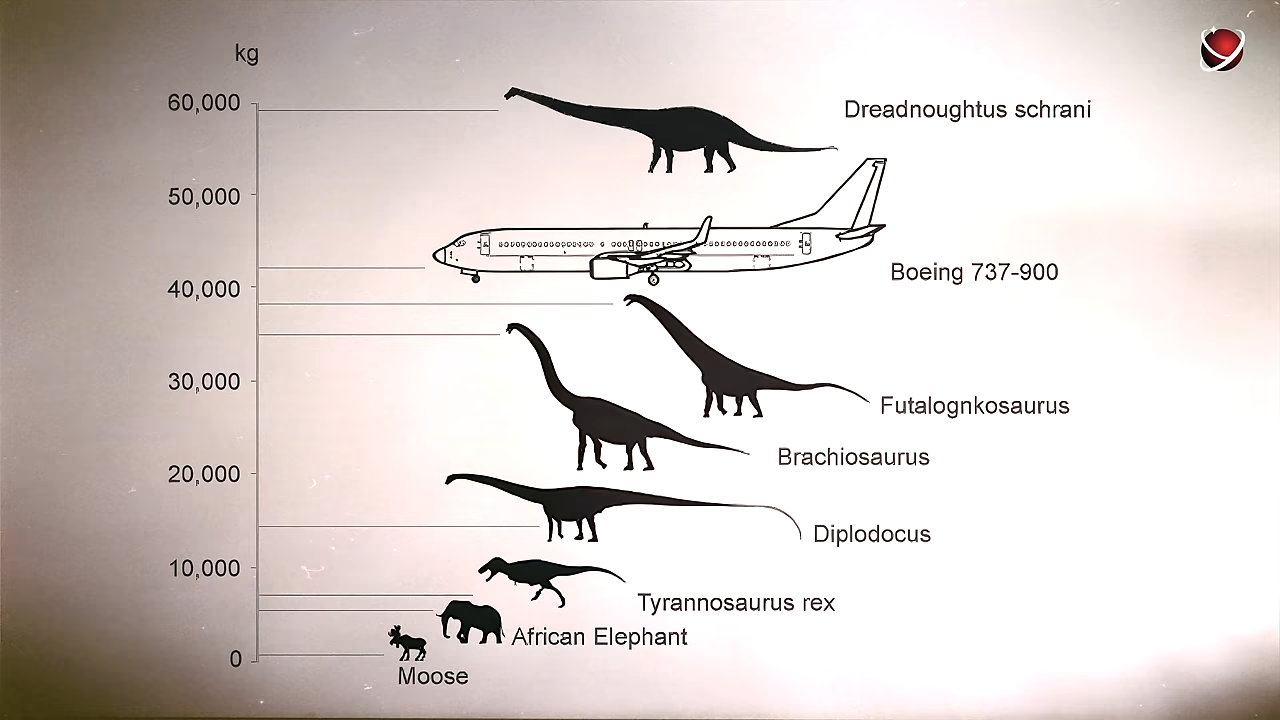 kg
60,000
Dreadnoughtus schrani
50,000
Boeing 737-900
40,000
30,000
Futalognkosaurus
Brachiosaurus
20,000
Diplodocus
10,000
Tyrannosaurus rex
African Elephant
0
Moose